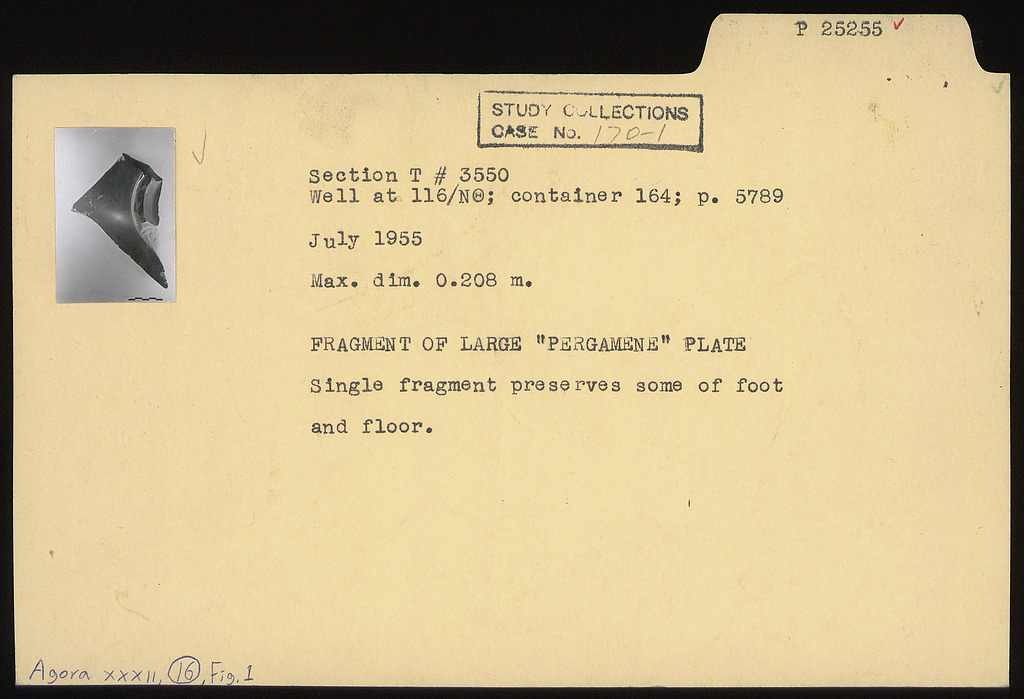 P 25255
STUDY COLLECTIONS
CASE No. 170-1
Section T # 3550
Well at 116/NΘ; container 164; p. 5789
July 1955
Max. dim. 0.208 m.
FRAGMENT OF LARGE "PERGAMENE" PLATE
Single fragment preserves some of foot
and floor.
Agora XXXII, 16, Fig. 1